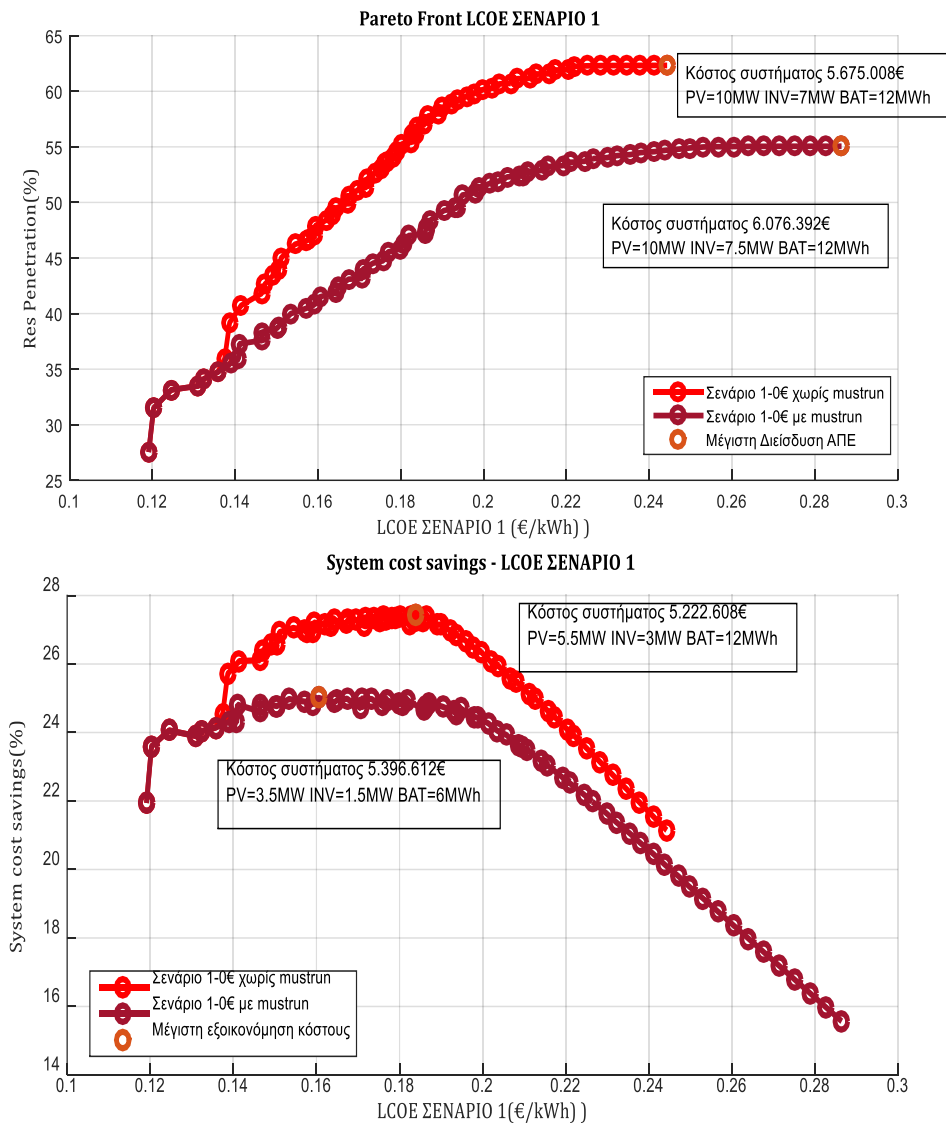 Pareto Front LCOE ΣΕΝΑΡΙΟ 1
65
60
55
50
45
40
35
30
25
Res Penetration(%)
Κόστος συστήματος 5.675.008€
PV=10MW INV=7MW BAT=12MWh
Κόστος συστήματος 6.076.392€
PV=10MW INV=7.5MW BAT=12MWh
Σενάριο 1-0€ χωρίς mustrun
Σενάριο 1-0€ με mustrun
Μέγιστη Διείσδυση ΑΠΕ
0.1 0.12 0.14 0.16 0.18 0.2 0.22 0.24 0.26 0.28 0.3
LCOE ΣΕΝΑΡΙΟ 1 (€/kWh) )
System cost savings - LCOE ΣΕΝΑΡΙΟ 1
28
26
24
22
20
18
16
14
System cost savings(%)
Κόστος συστήματος 5.222.608€
PV=5.5MW INV=3MW BAT=12MWh
Κόστος συστήματος 5.396.612€
PV=3.5MW INV=1.5MW BAT=6MWh
Σενάριο 1-0€ χωρίς mustrun
Σενάριο 1-0€ με mustrun
Μέγιστη εξοικονόμηση κόστους
0.1 0.12 0.14 0.16 0.18 0.2 0.22 0.24 0.26 0.28 0.3
LCOE ΣΕΝΑΡΙΟ 1(€/kWh) )